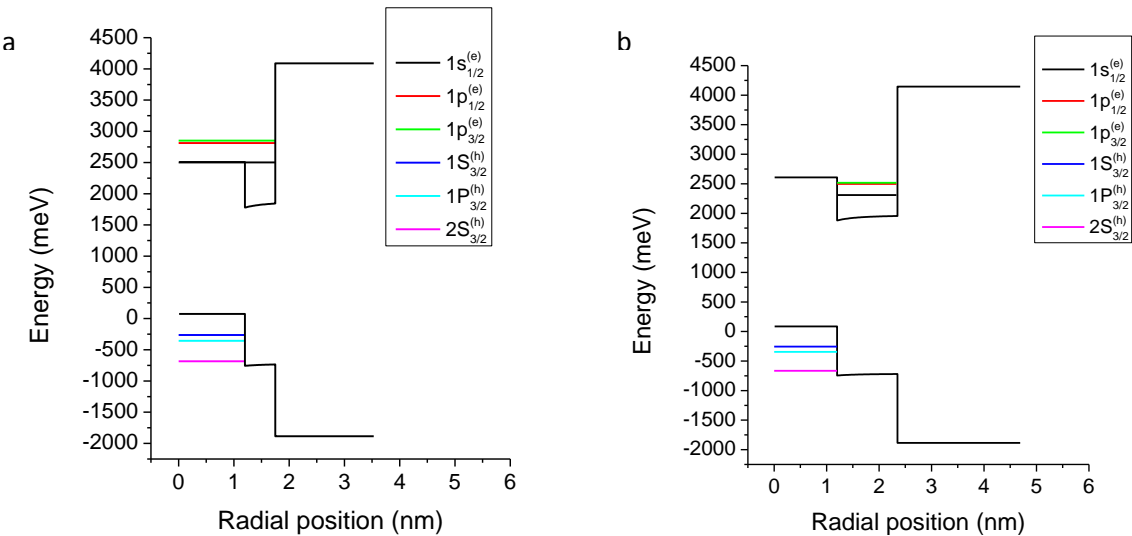 a
4500
4000
3500
3000
2500
2000
1500
1000
500
0
-500
-1000
-1500
-2000
Energy (meV)
0 1 2 3 4 5 6
Radial position (nm)
1s(e)1/2
1p(e)1/2
1p(e)3/2
1S(h)3/2
1P(h)3/2
2S(h)3/2
b
4500
4000
3500
3000
2500
2000
1500
1000
500
0
-500
-1000
-1500
-2000
Energy (meV)
0 1 2 3 4 5 6
Radial position (nm)
1s(e)1/2
1p(e)1/2
1p(e)3/2
1S(h)3/2
1P(h)3/2
2S(h)3/2